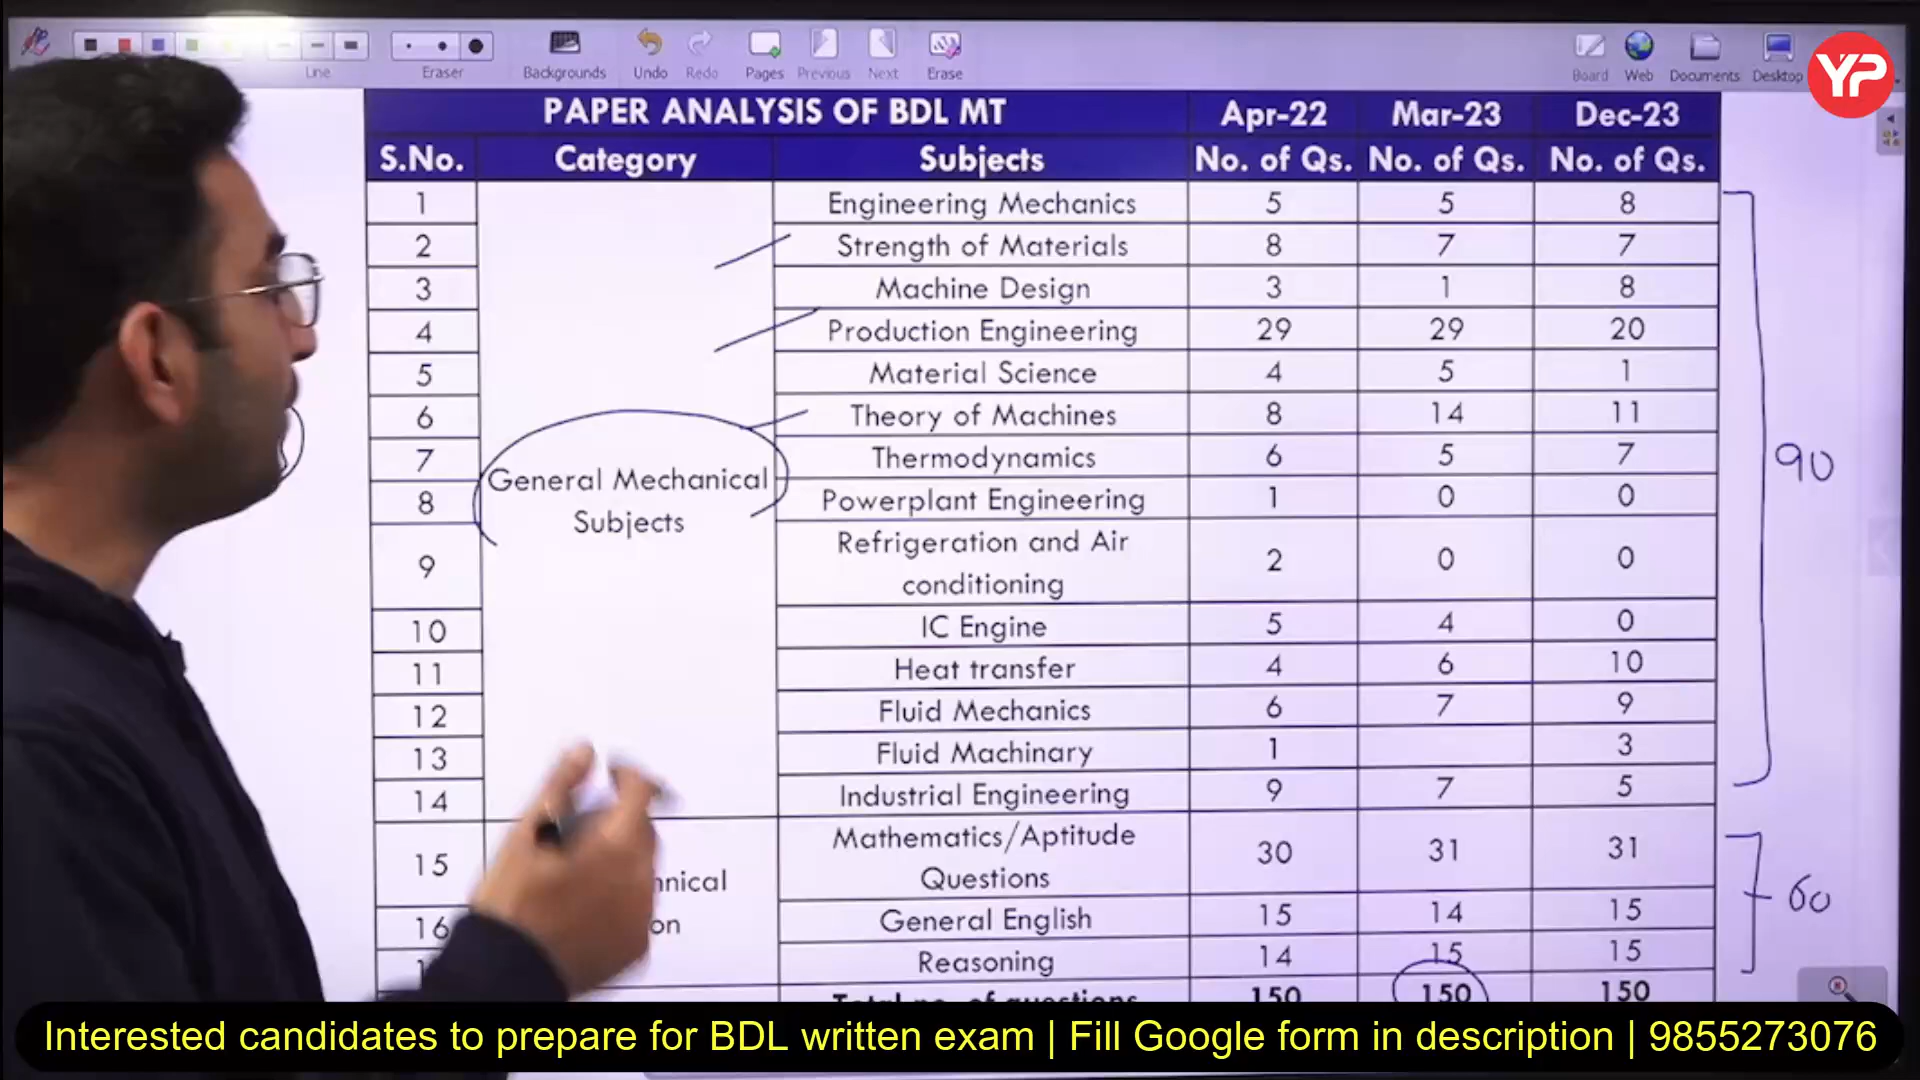 Line
Eraser
Backgrounds
Undo
Redo
Pages
Previous
Next
Erase
Board
Web
Documents
Desktop
YP
PAPER ANALYSIS OF BDL MT Apr-22 Mar-23 Dec-23
S.No. Category Subjects No. of Qs. No. of Qs. No. of Qs.
1 Engineering Mechanics 5 5 8
2 Strength of Materials 8 7 7
3 Machine Design 3 1 8
4 Production Engineering 29 29 20
5 Material Science 4 5 1
6 Theory of Machines 8 14 11
7 Thermodynamics 6 5 7
90
General Mechanical
Subjects
8 Powerplant Engineering 1 0 0
9 Refrigeration and Air
conditioning 2 0 0
10 IC Engine 5 4 0
11 Heat transfer 4 6 10
12 Fluid Mechanics 6 7 9
13 Fluid Machinary 1 3
14 Industrial Engineering 9 7 5
15 Mathematics/Aptitude
Questions 30 31 31
60
16 General English 15 14 15
Reasoning 14 15 15
Total no. of questions 150 150 150
Interested candidates to prepare for BDL written exam | Fill Google form in description | 9855273076